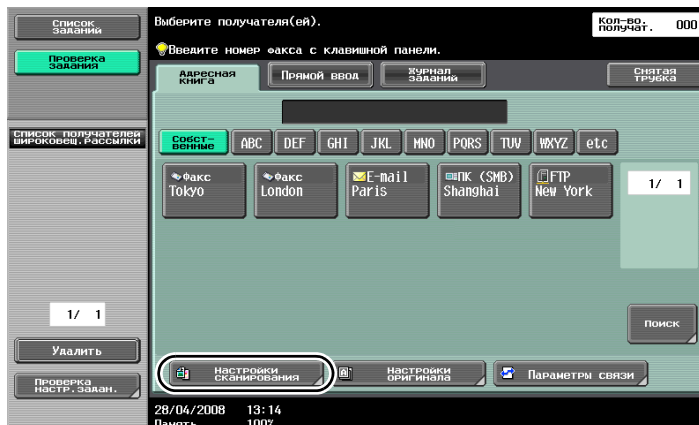 Список
заданий
Проверка
задания
Список получателей
широковещ.рассылки
1/ 1
Удалить
Проверка
настр.задан.
Выберите получателя(ей).
Кол-во.
получат.
000
Введите номер факса с клавишной панели.
Адресная
книга
Прямой ввод
Журнал
заданий
Снятая
трубка
Собст-
венные
ABC
DEF
GHI
JKL
MNO
PQRS
TUV
WXYZ
etc
Факс
Tokyo
Факс
London
E-mail
Paris
ПК (SMB)
Shanghai
FTP
New York
1/ 1
Поиск
Настройки
сканирования
Настройки
оригинала
Параметры связи
28/04/2008 13:14
Память 100%